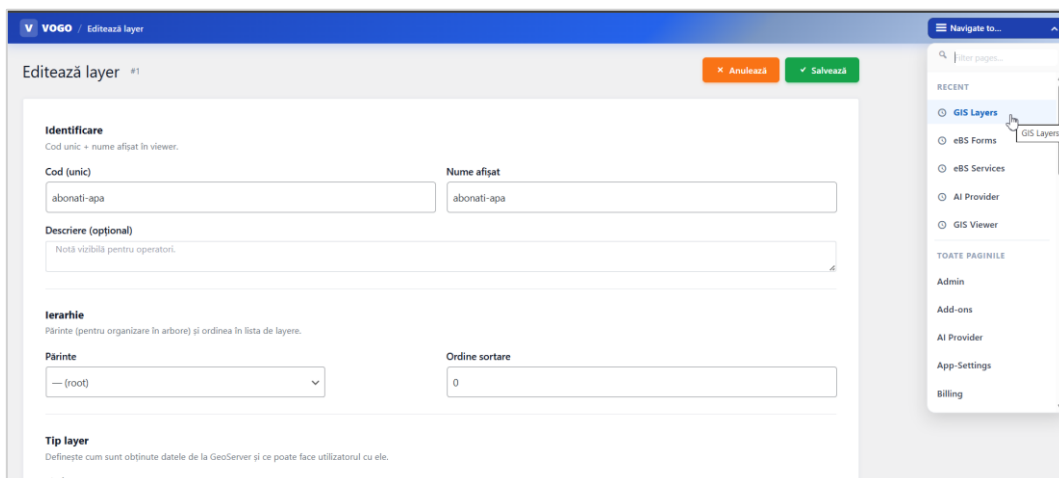 V VOGO / Editează layer
Navigate to...
Editează layer #1
× Anulează
✓ Salvează
Filter pages...
RECENT
GIS Layers
GIS Layers
eBS Forms
eBS Services
AI Provider
GIS Viewer
TOATE PAGINILE
Admin
Add-ons
AI Provider
App-Settings
Billing
Identificare
Cod unic + nume afișat în viewer.
Cod (unic)
Nume afișat
abonati-apa
abonati-apa
Descriere (opțional)
Notă vizibilă pentru operatori.
Ierarhie
Părinte (pentru organizare în arbore) și ordinea în lista de layere.
Părinte
Ordine sortare
— (root)
0
Tip layer
Definește cum sunt obținute datele de la GeoServer și ce poate face utilizatorul cu ele.